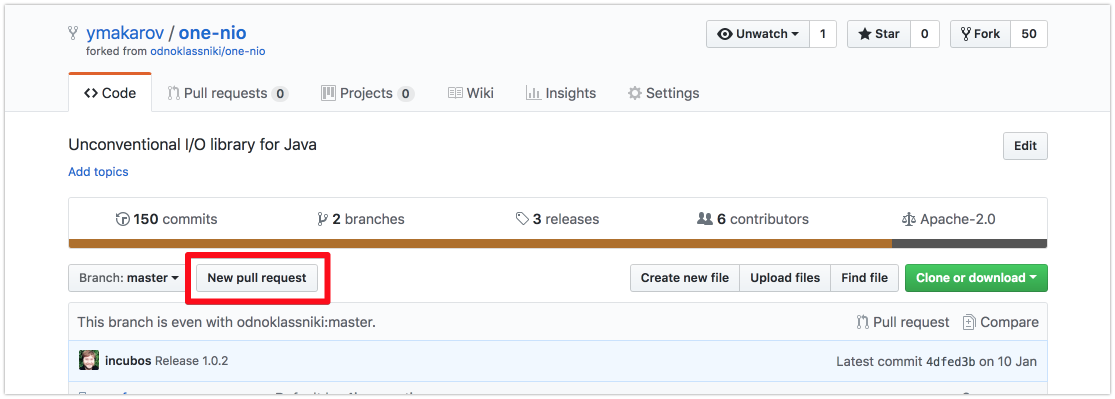 ymakarov / one-nio
forked from odnoklassniki/one-nio
Unwatch 1 Star 0 Fork 50
Code Pull requests 0 Projects 0 Wiki Insights Settings
Unconventional I/O library for Java
Edit
Add topics
150 commits 2 branches 3 releases 6 contributors Apache-2.0
Branch: master New pull request Create new file Upload files Find file Clone or download
This branch is even with odnoklassniki:master. Pull request Compare
incubos Release 1.0.2 Latest commit 4dfed3b on 10 Jan